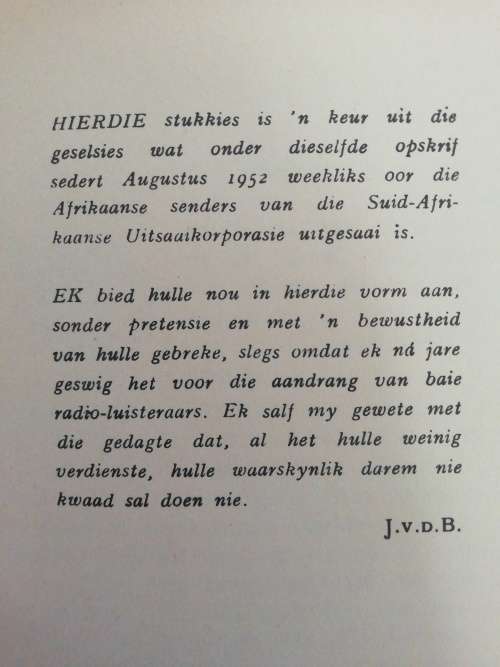 HIERDIE stukkies is 'n keur uit die
geselsies wat onder dieselfde opskrif
sedert Augustus 1952 weekliks oor die
Afrikaanse senders van die Suid-Afri-
kaanse Uitsaaikorporasie uitgesaai is.
EK bied hulle nou in hierdie vorm aan,
sonder pretensie en met 'n bewustheid
van hulle gebreke, slegs omdat ek ná jare
geswig het voor die aandrang van baie
radio-luisteraars. Ek salf my gewete met
die gedagte dat, al het hulle weinig
verdienste, hulle waarskynlik darem nie
kwaad sal doen nie.
J.V.D.B.